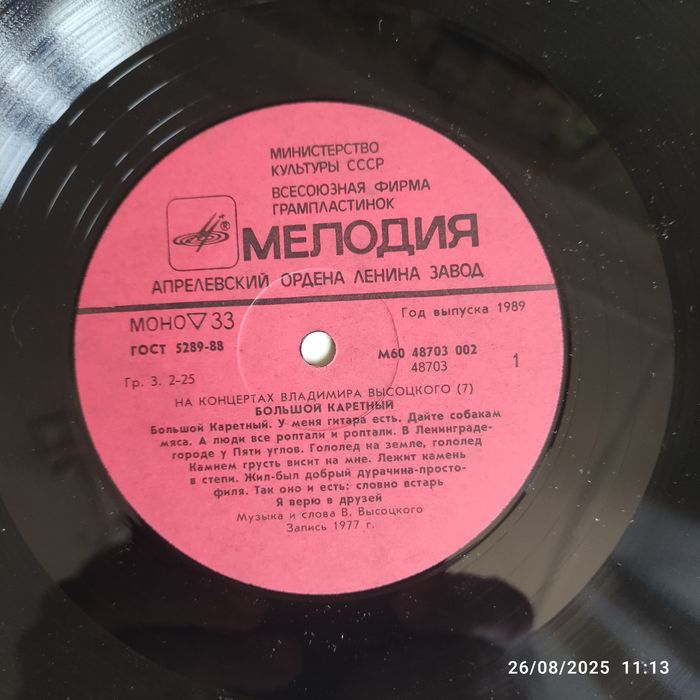 МИНИСТЕРСТВО
КУЛЬТУРЫ СССР
ВСЕСОЮЗНАЯ ФИРМА
ГРАМПЛАСТИНОК
®
МЕЛОДИЯ
АПРЕЛЕВСКИЙ ОРДЕНА ЛЕНИНА ЗАВОД
МОНО ▽ 33
Год выпуска 1989
ГОСТ 5289-88
М60 48703 002
48703
1
Гр. 3. 2-25
НА КОНЦЕРТАХ ВЛАДИМИРА ВЫСОЦКОГО (7)
БОЛЬШОЙ КАРЕТНЫЙ
Большой Каретный. У меня гитара есть. Дайте собакам
мяса. А люди все роптали и роптали. В Ленинграде-
городе у Пяти углов. Гололед на земле, гололед
Камнем грусть висит на мне. Лежит камень
в степи. Жил-был добрый дурачина-просто-
филя. Так оно и есть: словно встарь
Я верю в друзей
Музыка и слова В. Высоцкого
Запись 1977 г.
26/08/2025 11:13